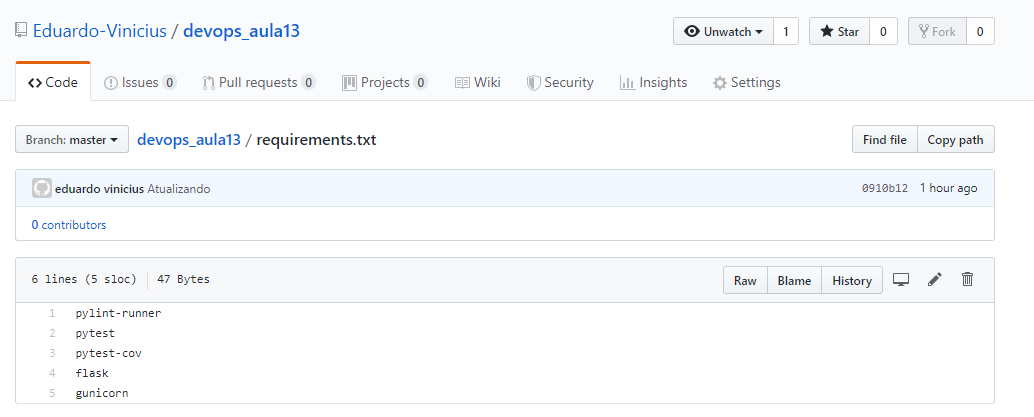 Eduardo-Vinicius / devops_aula13
Unwatch 1 Star 0 Fork 0
Code Issues 0 Pull requests 0 Projects 0 Wiki Security Insights Settings
Branch: master devops_aula13 / requirements.txt Find file Copy path
eduardo vinicius Atualizando 0910b12 1 hour ago
0 contributors
6 lines (5 sloc) 47 Bytes Raw Blame History
1 pylint-runner
2 pytest
3 pytest-cov
4 flask
5 gunicorn